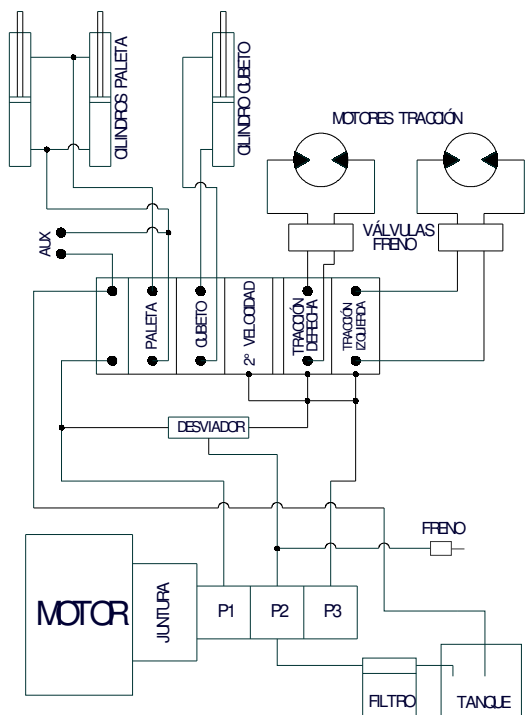 CILINDROS PALETA
CILINDRO CUBETO
MOTORES TRACCIÓN
VÁLVULAS
FRENO
AUX
PALETA
CUBETO
2º VELOCIDAD
TRACCIÓN
DERECHA
TRACCIÓN
IZQUIERDA
DESVIADOR
FRENO
MOTOR
JUNTURA
P1
P2
P3
FILTRO
TANQUE